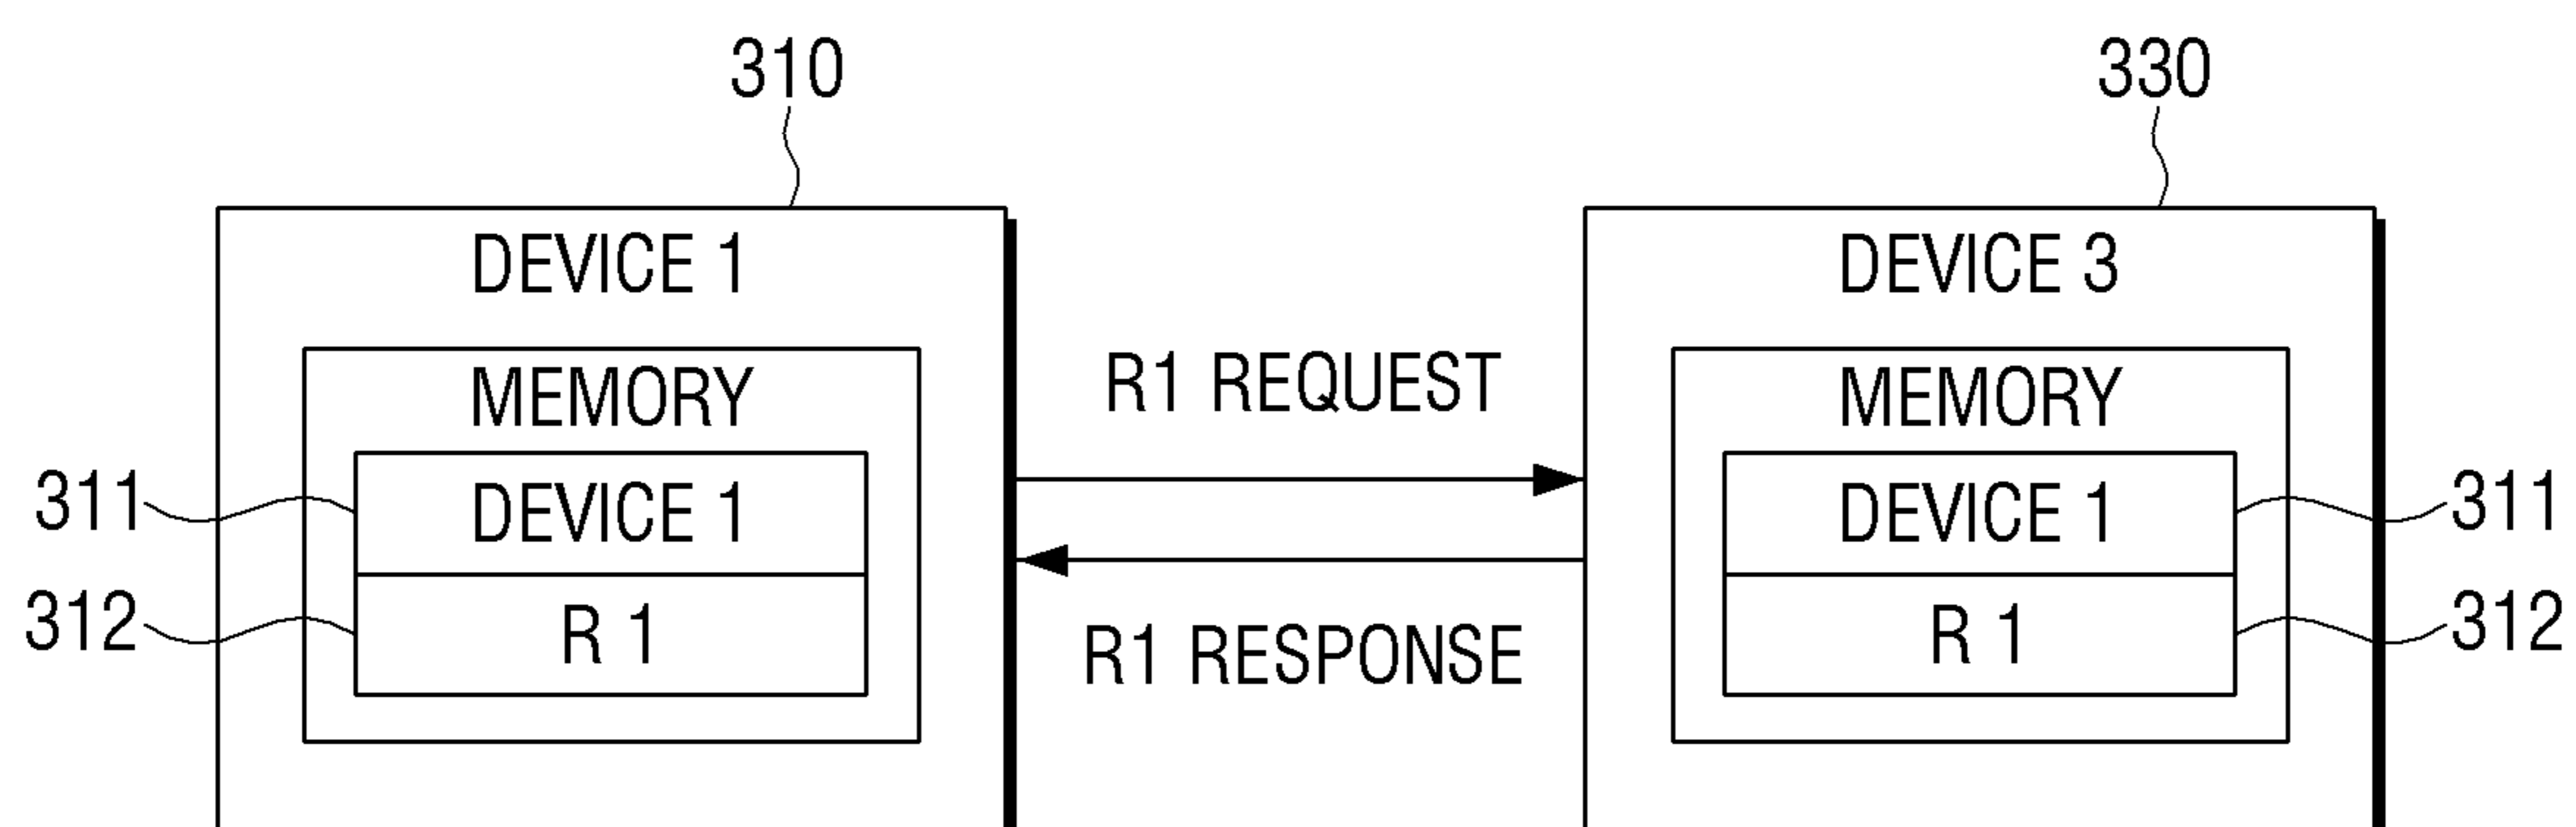 310
330
DEVICE 1
DEVICE 3
MEMORY
R1 REQUEST
MEMORY
311
DEVICE 1
DEVICE 1
311
312
R 1
R1 RESPONSE
R 1
312